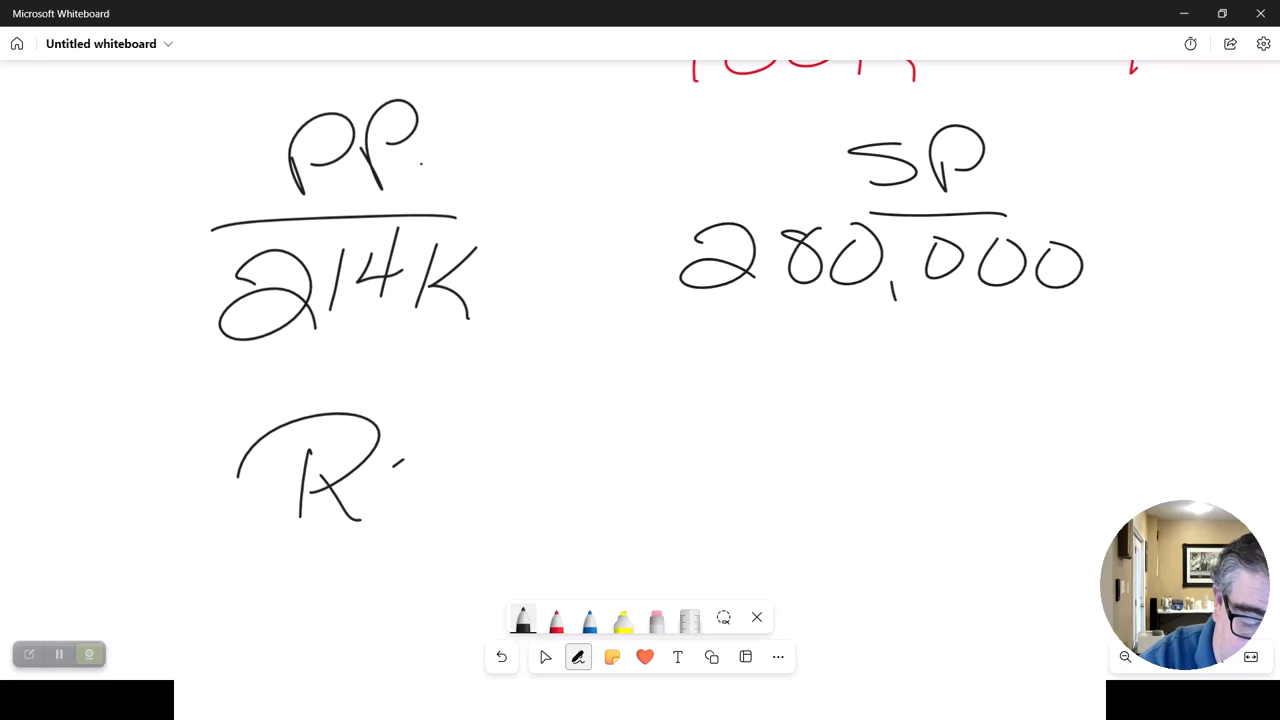 Microsoft Whiteboard
Untitled whiteboard
PP.
SP
214K
280,000
R
T